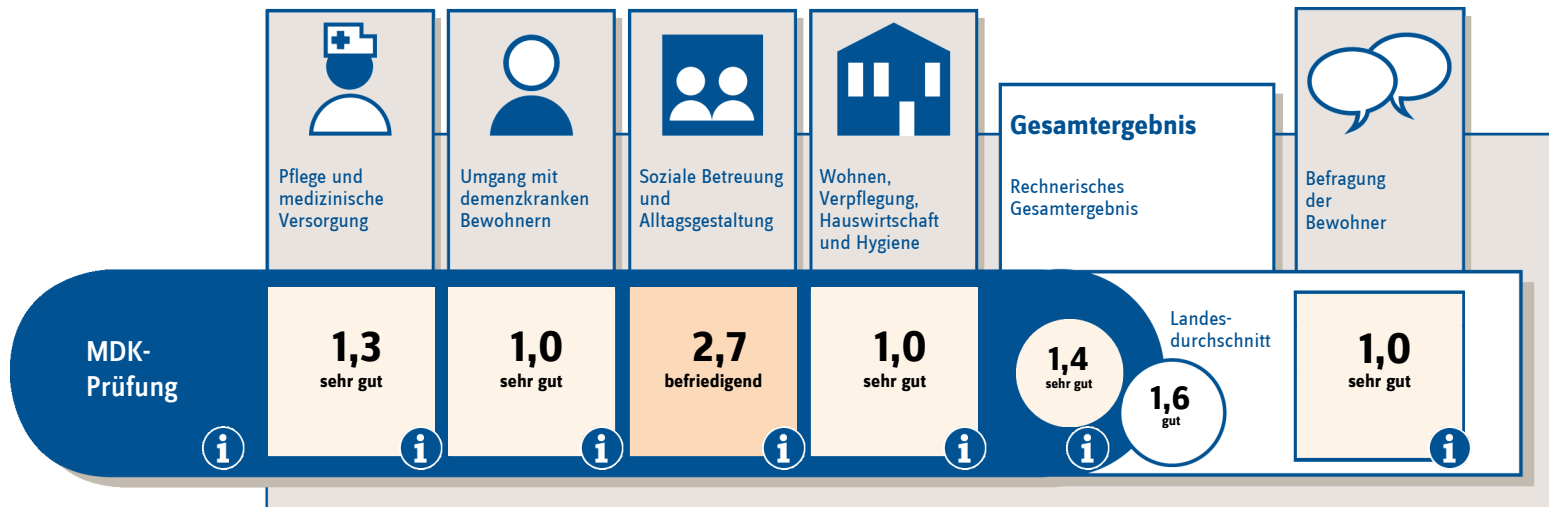 Pflege und
medizinische
Versorgung
Umgang mit
demenzkranken
Bewohnern
Soziale Betreuung
und
Alltagsgestaltung
Wohnen,
Verpflegung,
Hauswirtschaft
und Hygiene
Gesamtergebnis
Rechnerisches
Gesamtergebnis
Befragung
der
Bewohner
MDK-
Prüfung
i
1,3
sehr gut
i
1,0
sehr gut
i
2,7
befriedigend
i
1,0
sehr gut
i
1,4
sehr gut
i
Landes-
durchschnitt
1,6
gut
1,0
sehr gut
i